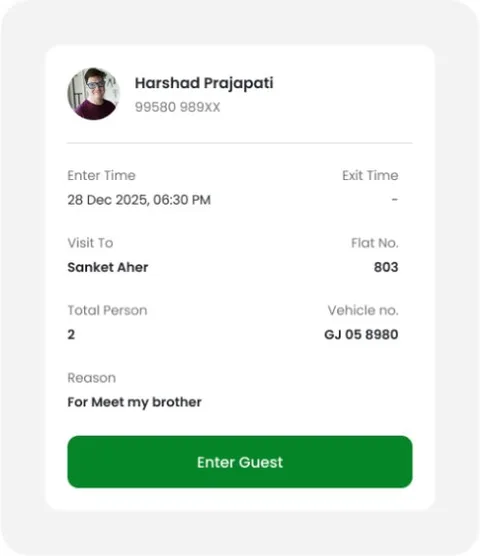 Harshad Prajapati
99580 989XX
Enter Time
Exit Time
28 Dec 2025, 06:30 PM
-
Visit To
Flat No.
Sanket Aher
803
Total Person
Vehicle no.
2
GJ 05 8980
Reason
For Meet my brother
Enter Guest